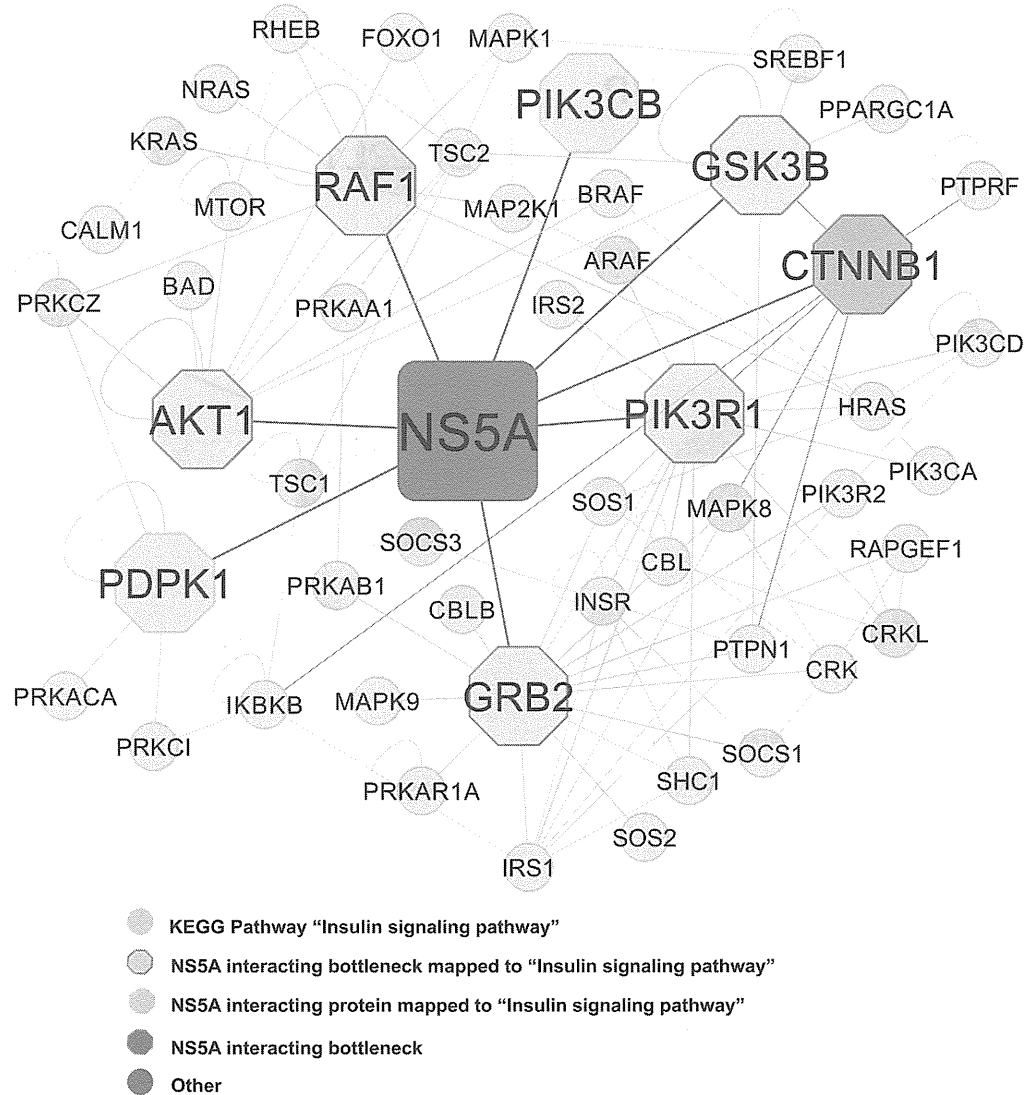 RHEB
FOXO1
MAPK1
SREBF1
NRAS
PIK3CB
PPARGC1A
KRAS
TSC2
GSK3B
RAF1
BRAF
PTPRF
MTOR
MAP2K1
CALM1
ARAF
CTNNB1
BAD
PRKCZ
PRKAA1
IRS2
PIK3CD
AKT1
NS5A
PIK3R1
HRAS
PIK3CA
TSC1
SOS1
MAPK8
PIK3R2
SOCS3
RAPGEF1
CBL
PDPK1
PRKAB1
CBLB
INSR
CRKL
PTPN1
CRK
PRKACA
IKBKB
MAPK9
GRB2
PRKCI
SOCS1
SHC1
PRKAR1A
SOS2
IRS1
KEGG Pathway “Insulin signaling pathway”
NS5A interacting bottleneck mapped to “Insulin signaling pathway”
NS5A interacting protein mapped to “Insulin signaling pathway”
NS5A interacting bottleneck
Other